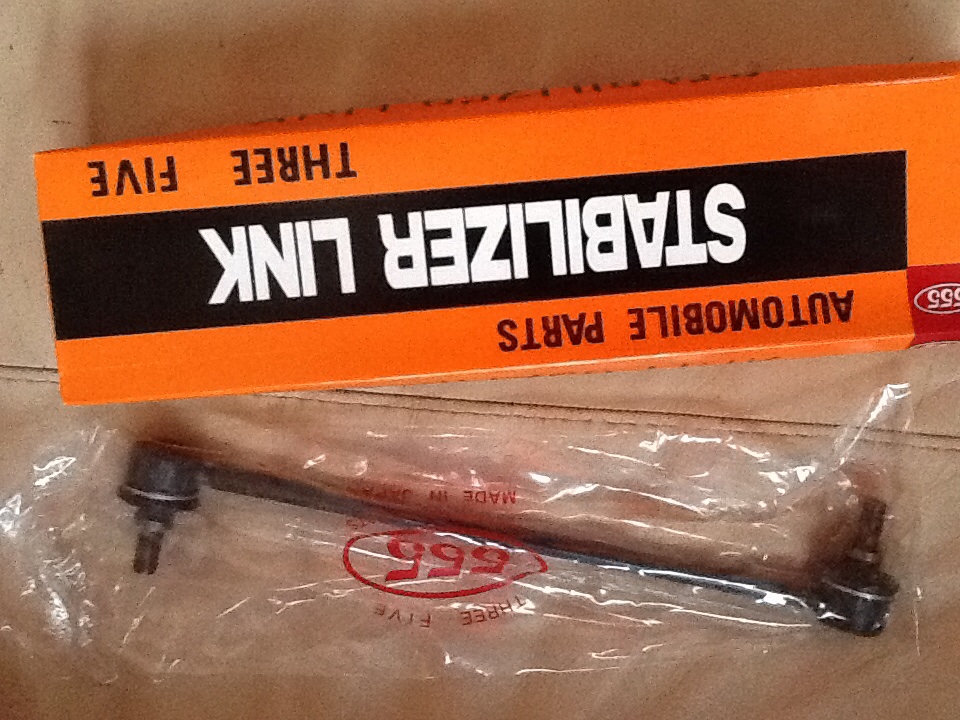 AUTOMOBILE PARTS
STABILIZER LINK
THREE FIVE
555
THREE FIVE
555
MADE IN JAPAN